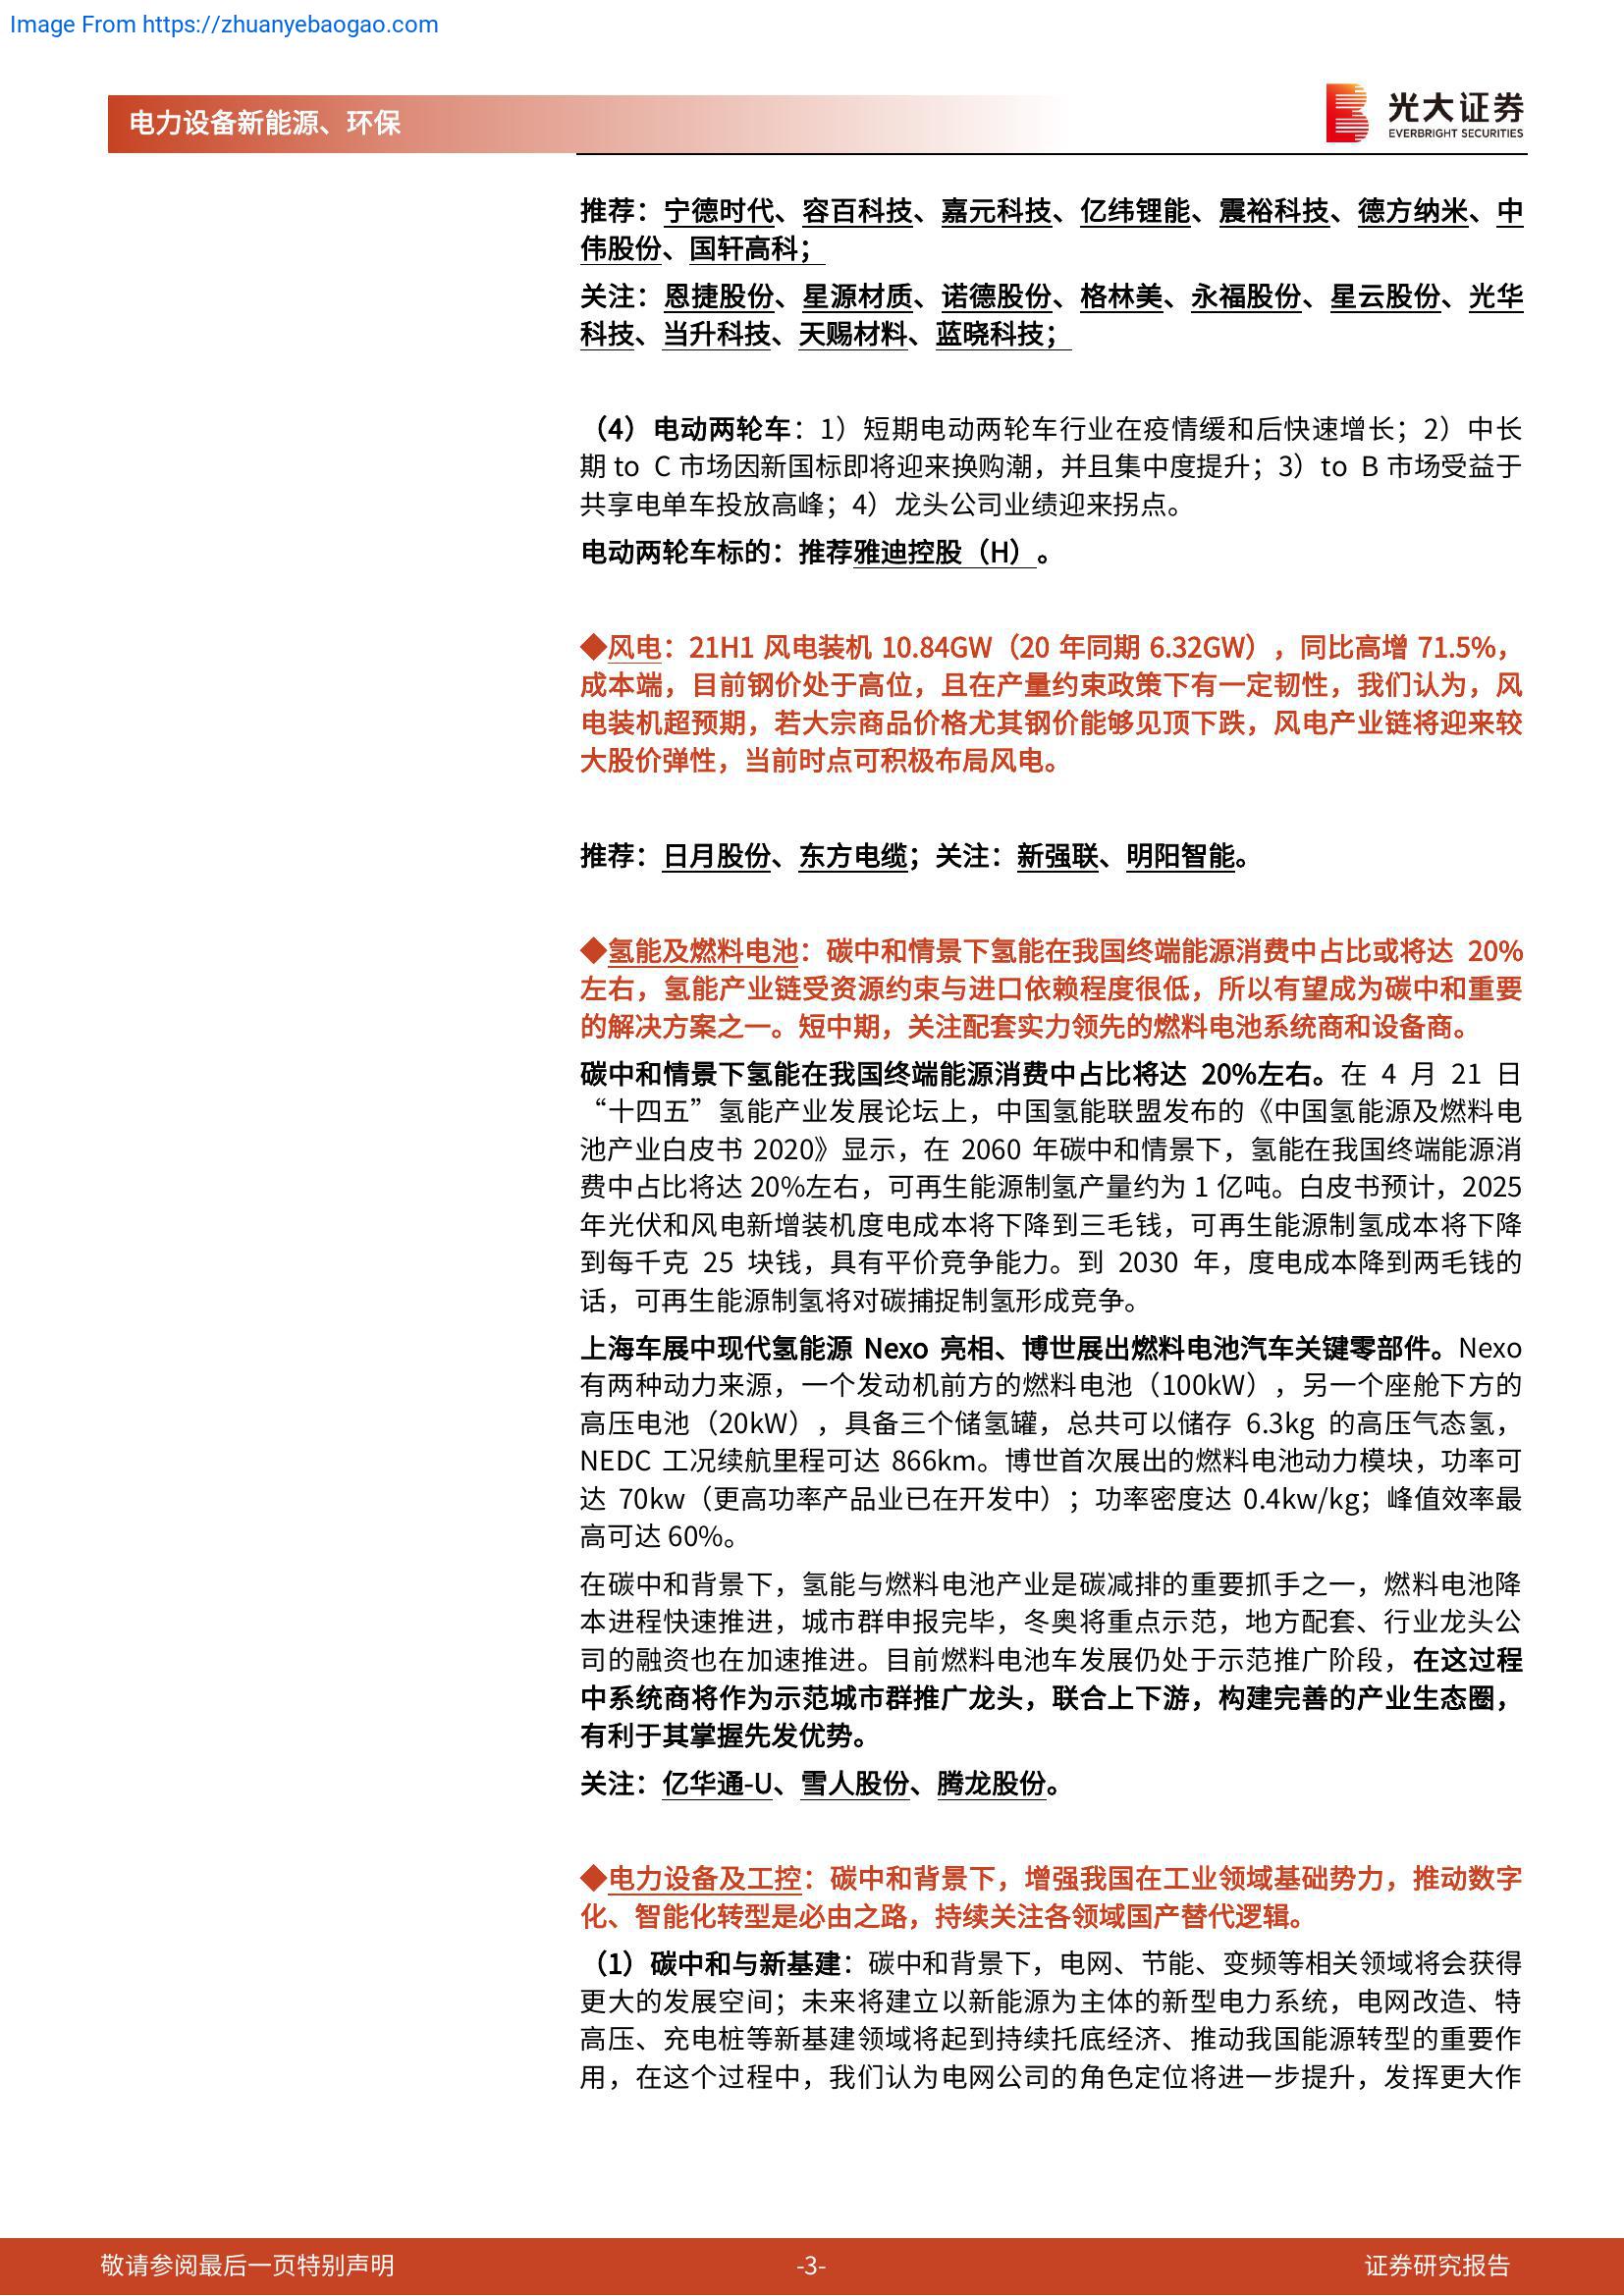 Image From https://zhuanyebaogao.com
电力设备新能源、环保
光大证券
EVERBRIGHT SECURITIES
推荐：宁德时代、容百科技、嘉元科技、亿纬锂能、震裕科技、德方纳米、中
伟股份、国轩高科；
关注：恩捷股份、星源材质、诺德股份、格林美、永福股份、星云股份、光华
科技、当升科技、天赐材料、蓝晓科技；
（4）电动两轮车：1）短期电动两轮车行业在疫情缓和后快速增长；2）中长
期 to C 市场因新国标即将迎来换购潮，并且集中度提升；3）to B 市场受益于
共享电单车投放高峰；4）龙头公司业绩迎来拐点。
电动两轮车标的：推荐雅迪控股（H）。
◆风电：21H1 风电装机 10.84GW（20 年同期 6.32GW），同比高增 71.5%，
成本端，目前钢价处于高位，且在产量约束政策下有一定韧性，我们认为，风
电装机超预期，若大宗商品价格尤其钢价能够见顶下跌，风电产业链将迎来较
大股价弹性，当前时点可积极布局风电。
推荐：日月股份、东方电缆；关注：新强联、明阳智能。
◆氢能及燃料电池：碳中和情景下氢能在我国终端能源消费中占比或将达 20%
左右，氢能产业链受资源约束与进口依赖程度很低，所以有望成为碳中和重要
的解决方案之一。短中期，关注配套实力领先的燃料电池系统商和设备商。
碳中和情景下氢能在我国终端能源消费中占比将达 20%左右。在 4 月 21 日
“十四五”氢能产业发展论坛上，中国氢能联盟发布的《中国氢能源及燃料电
池产业白皮书 2020》显示，在 2060 年碳中和情景下，氢能在我国终端能源消
费中占比将达 20%左右，可再生能源制氢产量约为 1 亿吨。白皮书预计，2025
年光伏和风电新增装机度电成本将下降到三毛钱，可再生能源制氢成本将下降
到每千克 25 块钱，具有平价竞争能力。到 2030 年，度电成本降到两毛钱的
话，可再生能源制氢将对碳捕捉制氢形成竞争。
上海车展中现代氢能源 Nexo 亮相、博世展出燃料电池汽车关键零部件。Nexo
有两种动力来源，一个发动机前方的燃料电池（100kW），另一个座舱下方的
高压电池（20kW），具备三个储氢罐，总共可以储存 6.3kg 的高压气态氢，
NEDC 工况续航里程可达 866km。博世首次展出的燃料电池动力模块，功率可
达 70kw（更高功率产品业已在开发中）；功率密度达 0.4kw/kg；峰值效率最
高可达 60%。
在碳中和背景下，氢能与燃料电池产业是碳减排的重要抓手之一，燃料电池降
本进程快速推进，城市群申报完毕，冬奥将重点示范，地方配套、行业龙头公
司的融资也在加速推进。目前燃料电池车发展仍处于示范推广阶段，在这过程
中系统商将作为示范城市群推广龙头，联合上下游，构建完善的产业生态圈，
有利于其掌握先发优势。
关注：亿华通-U、雪人股份、腾龙股份。
◆电力设备及工控：碳中和背景下，增强我国在工业领域基础势力，推动数字
化、智能化转型是必由之路，持续关注各领域国产替代逻辑。
（1）碳中和与新基建：碳中和背景下，电网、节能、变频等相关领域将会获得
更大的发展空间；未来将建立以新能源为主体的新型电力系统，电网改造、特
高压、充电桩等新基建领域将起到持续托底经济、推动我国能源转型的重要作
用，在这个过程中，我们认为电网公司的角色定位将进一步提升，发挥更大作
敬请参阅最后一页特别声明
-3-
证券研究报告